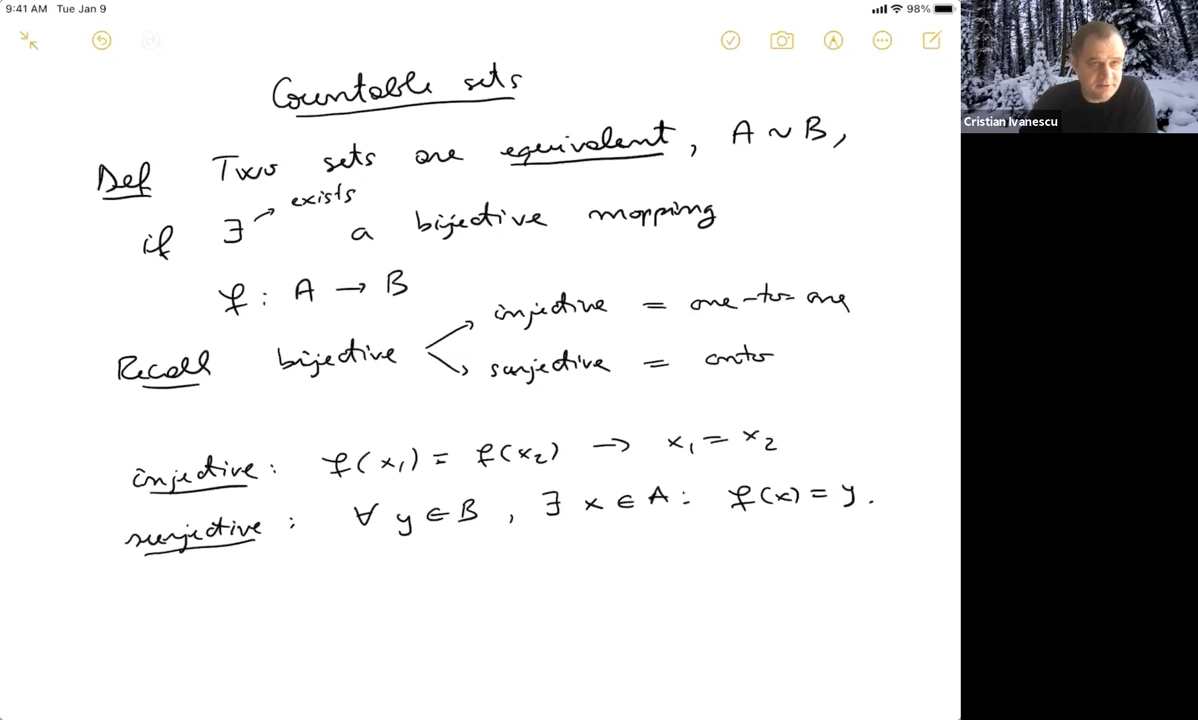 9:41 AM Tue Jan 9
98%
Cristian Ivanescu
Countable sets
Def Two sets are equivalent, A ~ B,
if ∃ → exists a bijective mapping
f : A → B
Recall bijective → injective = one-to-one
→ surjective = onto
injective : f(x₁) = f(x₂) → x₁ = x₂
surjective : ∀ y ∈ B, ∃ x ∈ A : f(x) = y.